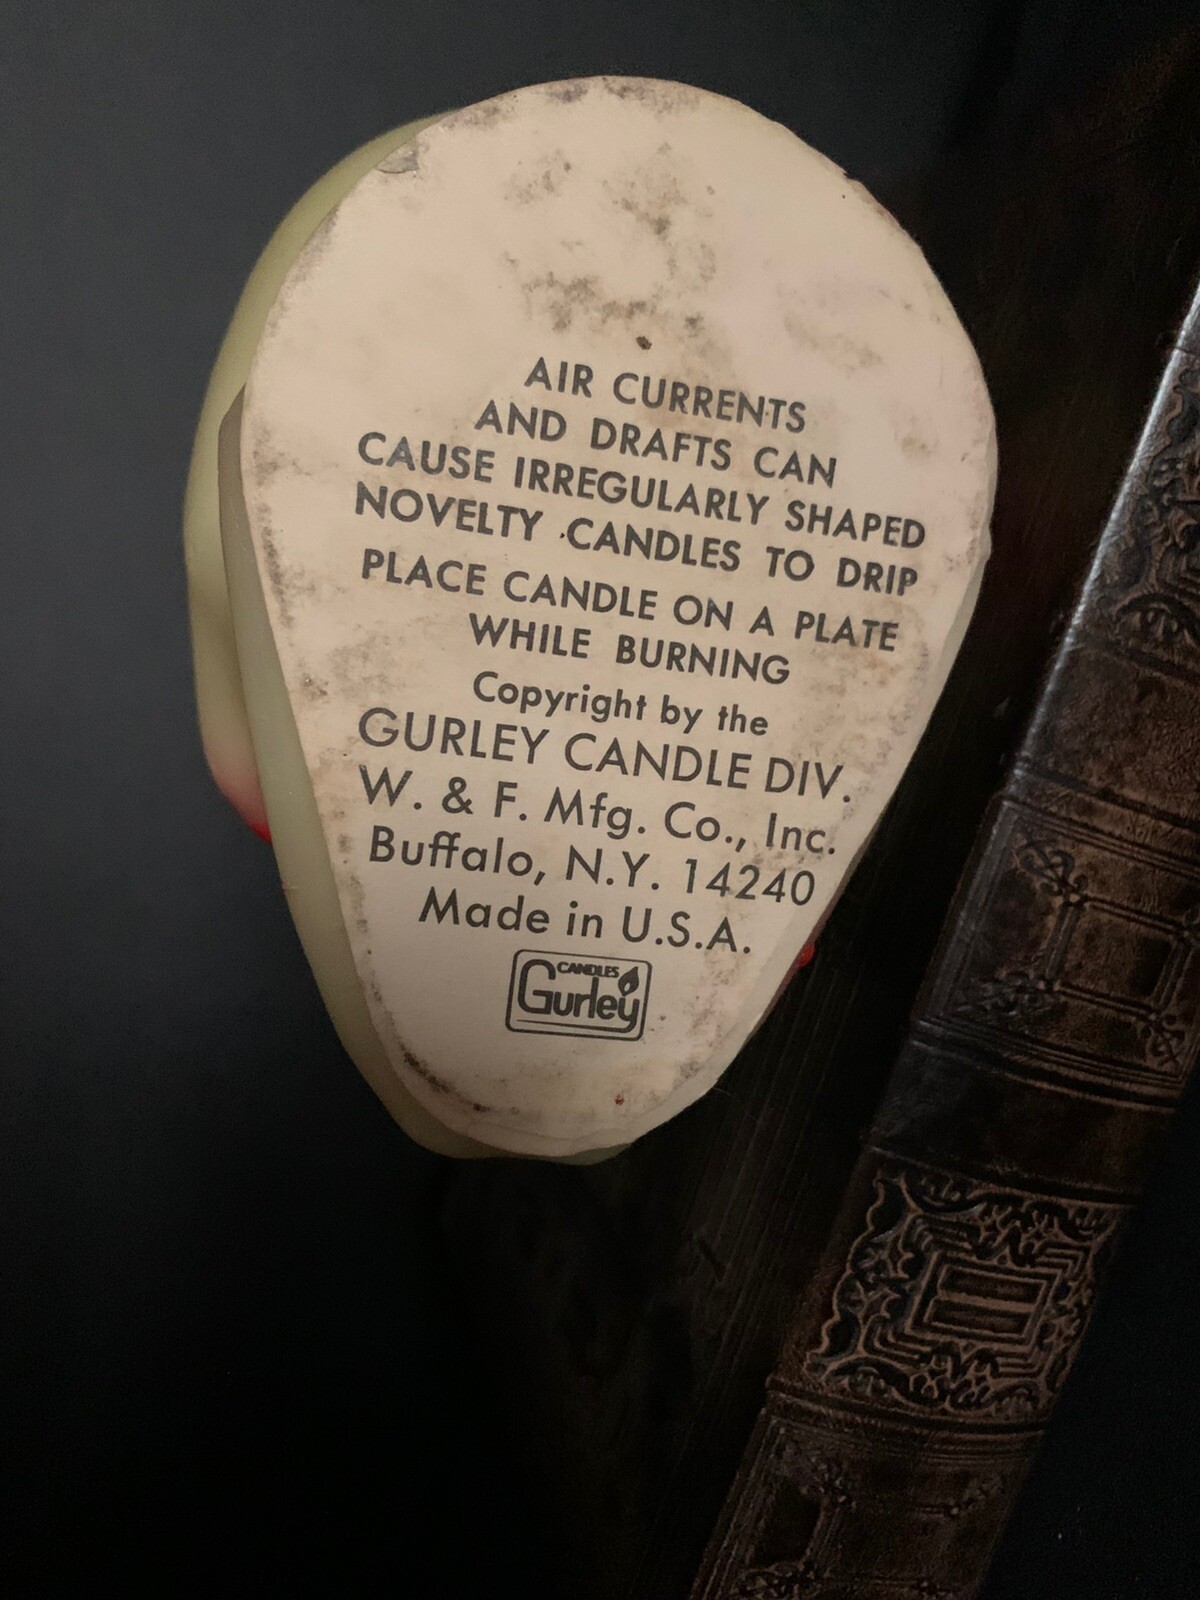 AIR CURRENTS
AND DRAFTS CAN
CAUSE IRREGULARLY SHAPED
NOVELTY CANDLES TO DRIP
PLACE CANDLE ON A PLATE
WHILE BURNING
Copyright by the
GURLEY CANDLE DIV.
W. & F. Mfg. Co., Inc.
Buffalo, N.Y. 14240
Made in U.S.A.
CANDLES
Gurley